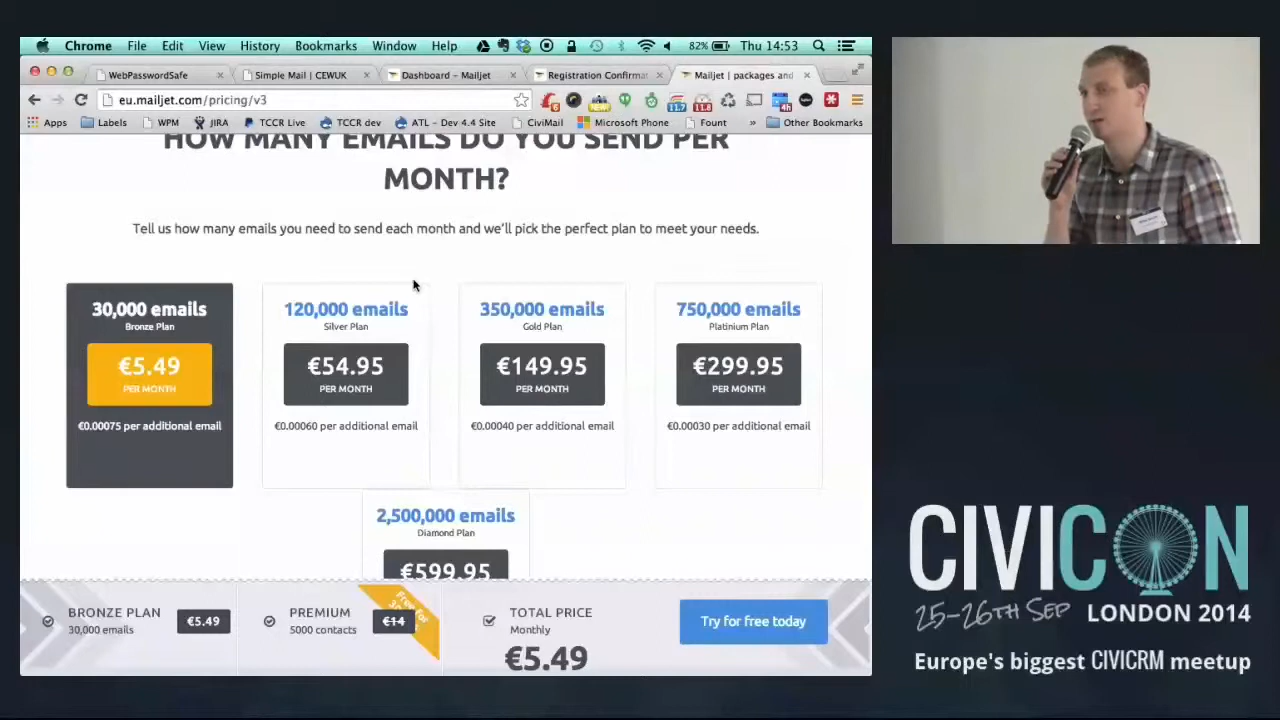 Chrome File Edit View History Bookmarks Window Help 82% Thu 14:53
WebPasswordSafe
Simple Mail | CEWUK
Dashboard – Mailjet
Registration Confirmat
Mailjet | packages and
eu.mailjet.com/pricing/v3
Apps Labels WPM JIRA TCCR Live TCCR dev ATL - Dev 4.4 Site CiviMail Microsoft Phone Fount » Other Bookmarks
HOW MANY EMAILS DO YOU SEND PER
MONTH?
Tell us how many emails you need to send each month and we'll pick the perfect plan to meet your needs.
30,000 emails
Bronze Plan
€5.49
PER MONTH
€0.00075 per additional email
120,000 emails
Silver Plan
€54.95
PER MONTH
€0.00060 per additional email
350,000 emails
Gold Plan
€149.95
PER MONTH
€0.00040 per additional email
750,000 emails
Platinium Plan
€299.95
PER MONTH
€0.00030 per additional email
2,500,000 emails
Diamond Plan
€599.95
BRONZE PLAN
30,000 emails
€5.49
PREMIUM
5000 contacts
€14
TOTAL PRICE
Monthly
€5.49
Try for free today
CIVICON
25-26TH SEP LONDON 2014
Europe's biggest CIVICRM meetup